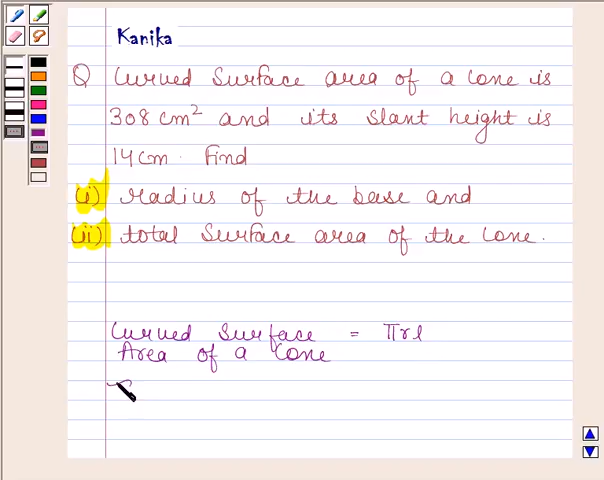 Kanika
Q Curved Surface area of a Cone is
308 cm² and its slant height is
14 cm. Find
(i) radius of the base and
(ii) total Surface area of the Cone.
Curved Surface = πrl
Area of a Cone